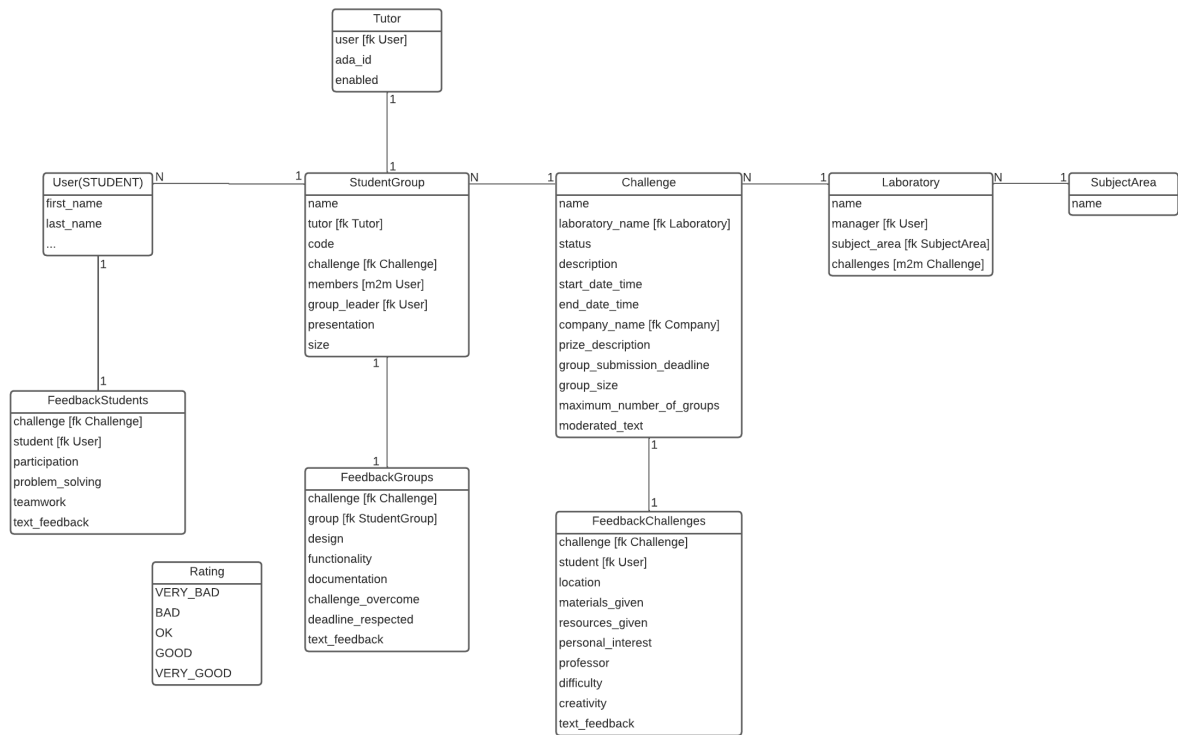 Tutor
user [fk User]
ada_id
enabled
1
1
User(STUDENT)
first_name
last_name
...
N
1
StudentGroup
name
tutor [fk Tutor]
code
challenge [fk Challenge]
members [m2m User]
group_leader [fk User]
presentation
size
N
1
Challenge
name
laboratory_name [fk Laboratory]
status
description
start_date_time
end_date_time
company_name [fk Company]
prize_description
group_submission_deadline
group_size
maximum_number_of_groups
moderated_text
N
1
Laboratory
name
manager [fk User]
subject_area [fk SubjectArea]
challenges [m2m Challenge]
N
1
SubjectArea
name
1
1
FeedbackStudents
challenge [fk Challenge]
student [fk User]
participation
problem_solving
teamwork
text_feedback
Rating
VERY_BAD
BAD
OK
GOOD
VERY_GOOD
1
1
FeedbackGroups
challenge [fk Challenge]
group [fk StudentGroup]
design
functionality
documentation
challenge_overcome
deadline_respected
text_feedback
1
1
FeedbackChallenges
challenge [fk Challenge]
student [fk User]
location
materials_given
resources_given
personal_interest
professor
difficulty
creativity
text_feedback